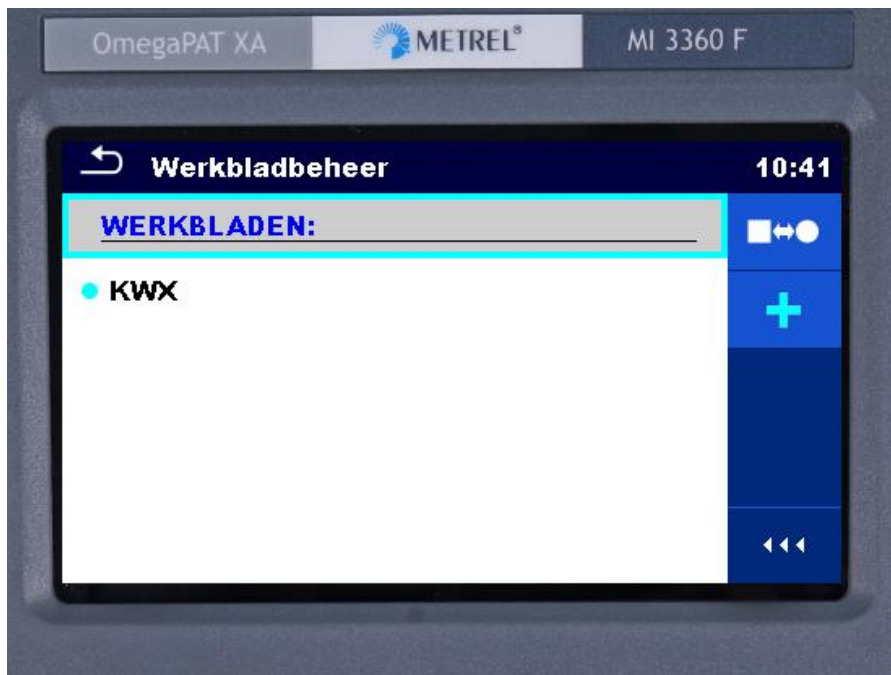 OmegaPAT XA
METREL®
MI 3360 F
Werkbladbeheer
10:41
WERKBLADEN:
KWX